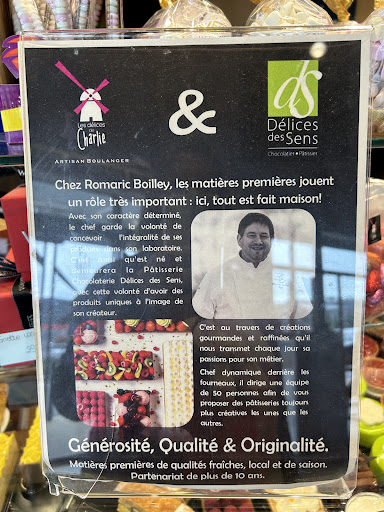 Les délices
de
Charlie
ARTISAN BOULANGER
&
ds
Délices
des Sens
Chocolatier • Pâtissier
Chez Romaric Boilley, les matières premières jouent
un rôle très important : ici, tout est fait maison!
Avec son caractère déterminé,
le chef garde la volonté de
concevoir l'intégralité de ses
produits dans son laboratoire.
C'est ainsi qu'est né et
demeurera la Pâtisserie
Chocolaterie Délices des Sens,
avec cette volonté d'avoir des
produits uniques à l'image de
son créateur.
C'est au travers de créations
gourmandes et raffinées qu'il
nous transmet chaque jour sa
passions pour son métier.
Chef dynamique derrière les
fourneaux, il dirige une équipe
de 50 personnes afin de vous
proposer des pâtisseries toujours
plus créatives les unes que les
autres.
Générosité, Qualité & Originalité.
Matières premières de qualités fraîches, local et de saison.
Partenariat de plus de 10 ans.